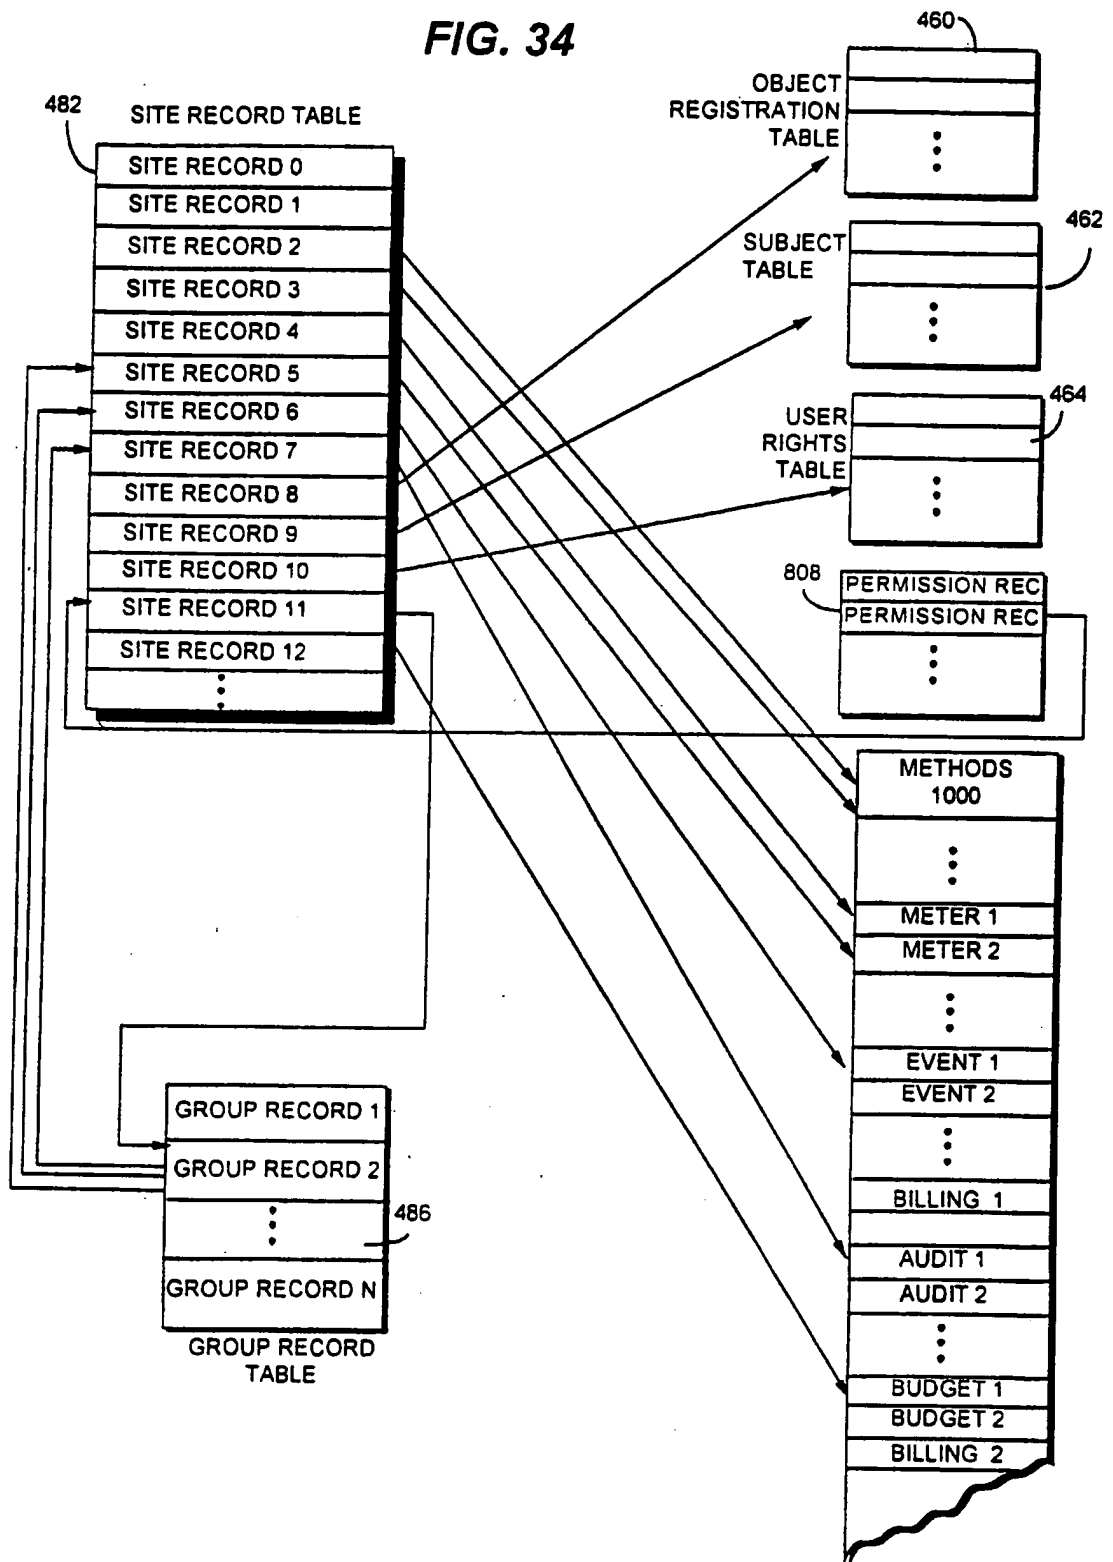 FIG. 34
482
SITE RECORD TABLE
SITE RECORD 0
SITE RECORD 1
SITE RECORD 2
SITE RECORD 3
SITE RECORD 4
SITE RECORD 5
SITE RECORD 6
SITE RECORD 7
SITE RECORD 8
SITE RECORD 9
SITE RECORD 10
SITE RECORD 11
SITE RECORD 12
460
OBJECT
REGISTRATION
TABLE
SUBJECT
TABLE
462
USER
RIGHTS
TABLE
464
808
PERMISSION REC
PERMISSION REC
METHODS
1000
METER 1
METER 2
EVENT 1
EVENT 2
BILLING 1
AUDIT 1
AUDIT 2
BUDGET 1
BUDGET 2
BILLING 2
GROUP RECORD 1
GROUP RECORD 2
486
GROUP RECORD N
GROUP RECORD
TABLE